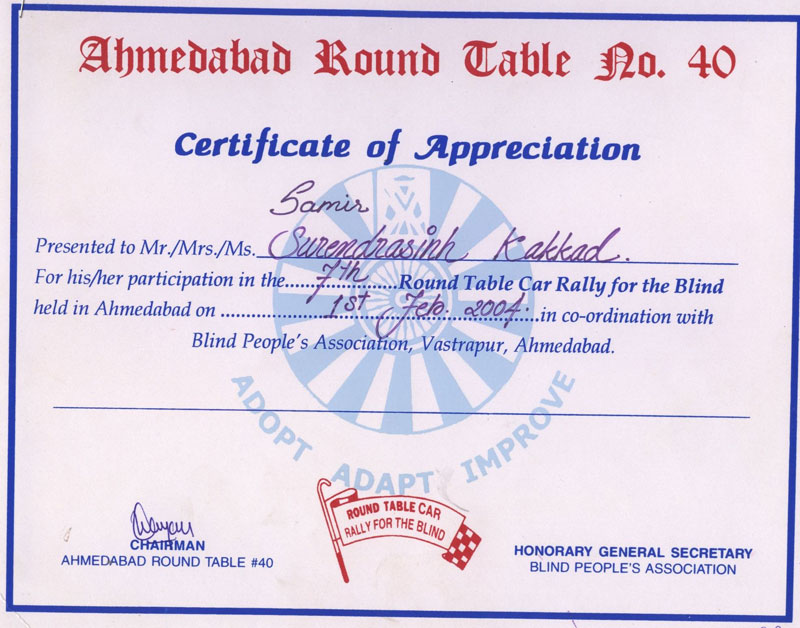 Ahmedabad Round Table No. 40
Certificate of Appreciation
Samir
Presented to Mr./Mrs./Ms. Surendrasinh Kakkad.
For his/her participation in the....7th....Round Table Car Rally for the Blind
held in Ahmedabad on ....1st Feb. 2004....in co-ordination with
Blind People's Association, Vastrapur, Ahmedabad.
ADOPT ADAPT IMPROVE
ROUND TABLE CAR
RALLY FOR THE BLIND
CHAIRMAN
AHMEDABAD ROUND TABLE #40
HONORARY GENERAL SECRETARY
BLIND PEOPLE'S ASSOCIATION